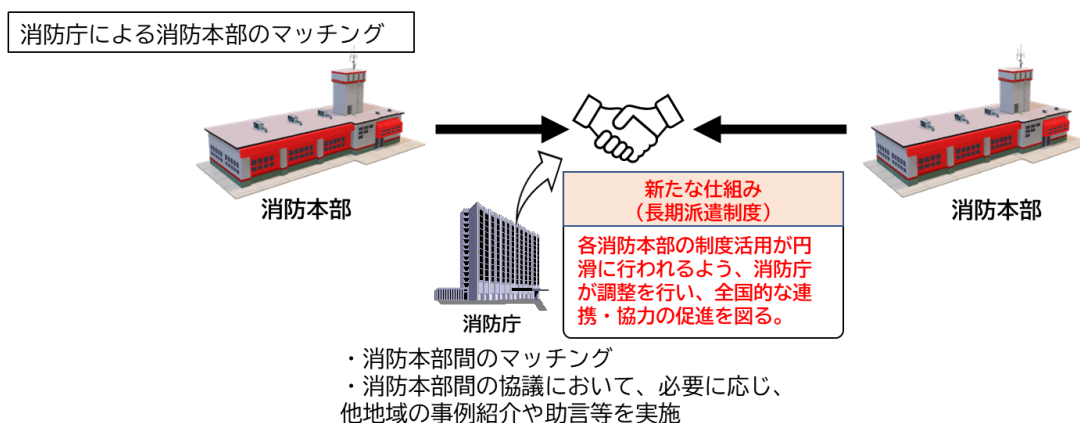 消防庁による消防本部のマッチング
消防本部
消防本部
新たな仕組み
（長期派遣制度）
各消防本部の制度活用が円
滑に行われるよう、消防庁
が調整を行い、全国的な連
携・協力の促進を図る。
消防庁
・消防本部間のマッチング
・消防本部間の協議において、必要に応じ、
他地域の事例紹介や助言等を実施